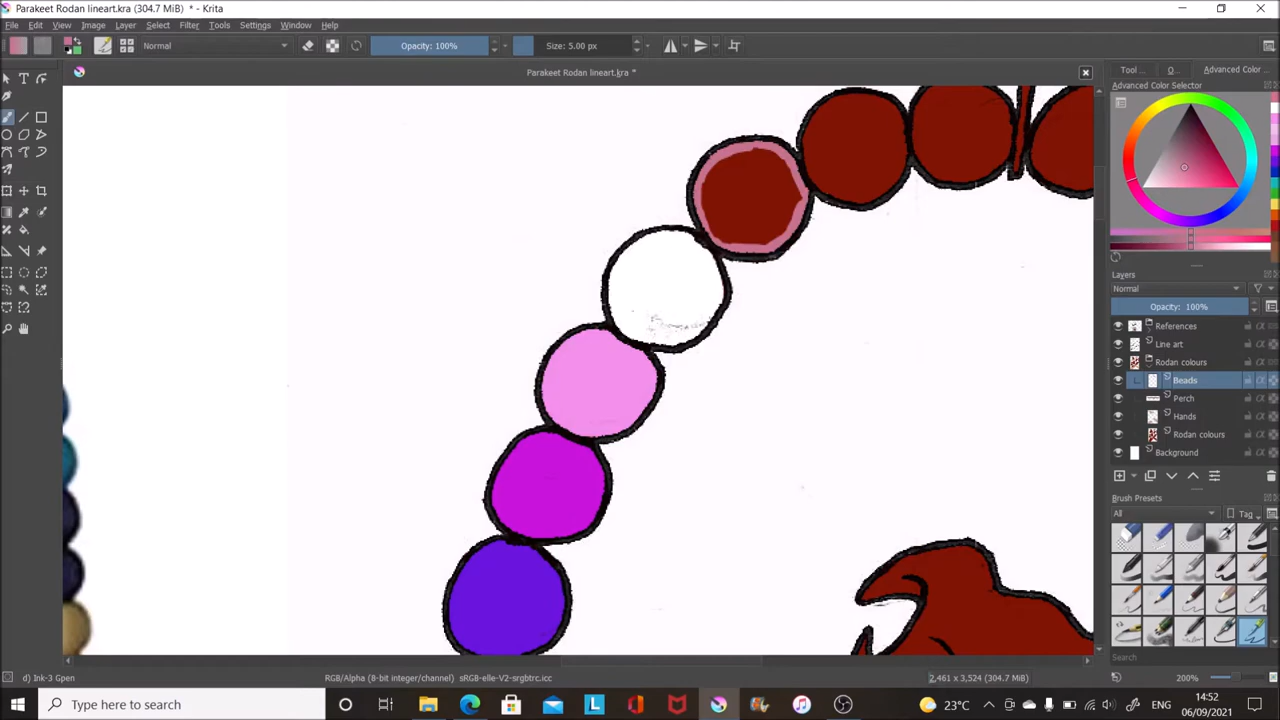 Parakeet Rodan lineart.kra (304.7 MiB) * - Krita
File Edit View Image Layer Select Filter Tools Settings Window Help
Normal Opacity: 100% Size: 5.00 px
Parakeet Rodan lineart.kra *
Tool ... O... Advanced Color ...
Advanced Color Selector
Layers
Normal
Opacity: 100%
References
Line art
Rodan colours
Beads
Perch
Hands
Rodan colours
Background
Brush Presets
All Tag
Search
d) Ink-3 Gpen RGB/Alpha (8-bit integer/channel) sRGB-elle-V2-srgbtrc.icc 2,461 x 3,524 (304.7 MiB) 200%
Type here to search 23°C ENG 14:52
06/09/2021